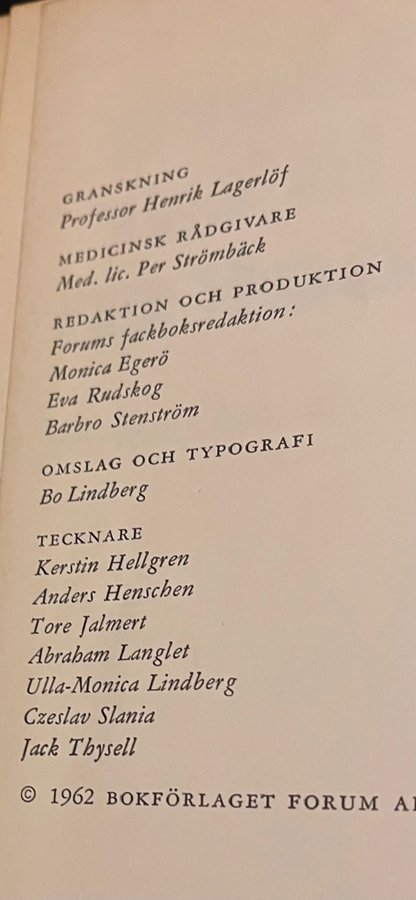 GRANSKNING
Professor Henrik Lagerlöf
MEDICINSK RÅDGIVARE
Med. lic. Per Strömbäck
REDAKTION OCH PRODUKTION
Forums fackboksredaktion:
Monica Egerö
Eva Rudskog
Barbro Stenström
OMSLAG OCH TYPOGRAFI
Bo Lindberg
TECKNARE
Kerstin Hellgren
Anders Henschen
Tore Jalmert
Abraham Langlet
Ulla-Monica Lindberg
Czeslav Slania
Jack Thysell
© 1962 BOKFÖRLAGET FORUM